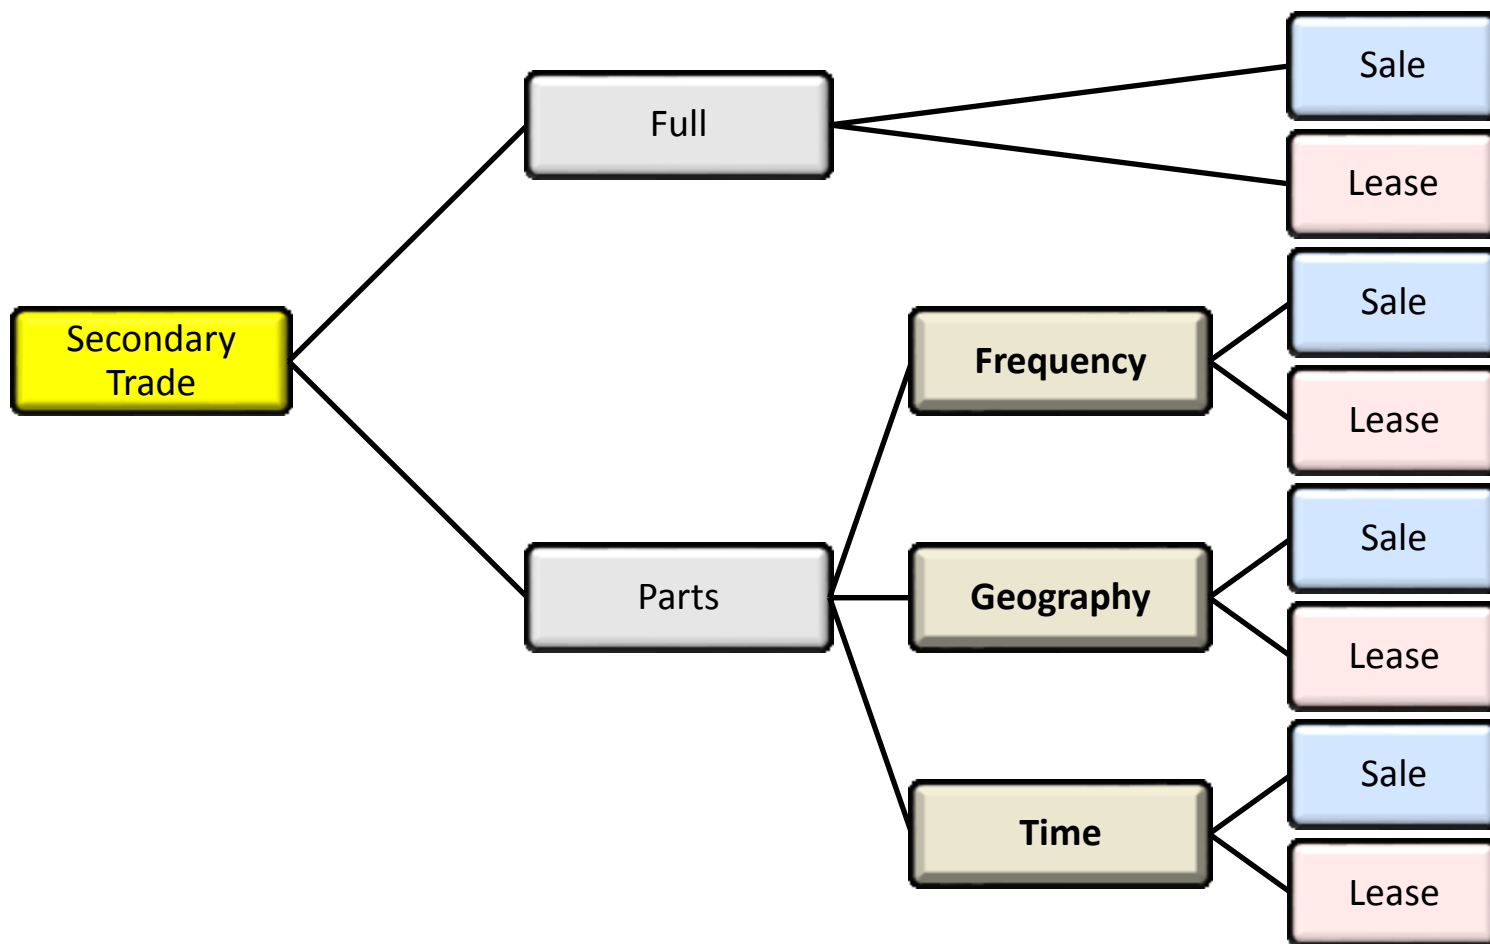 Sale
Full
Lease
Sale
Secondary
Trade
Frequency
Lease
Sale
Parts
Geography
Lease
Sale
Time
Lease